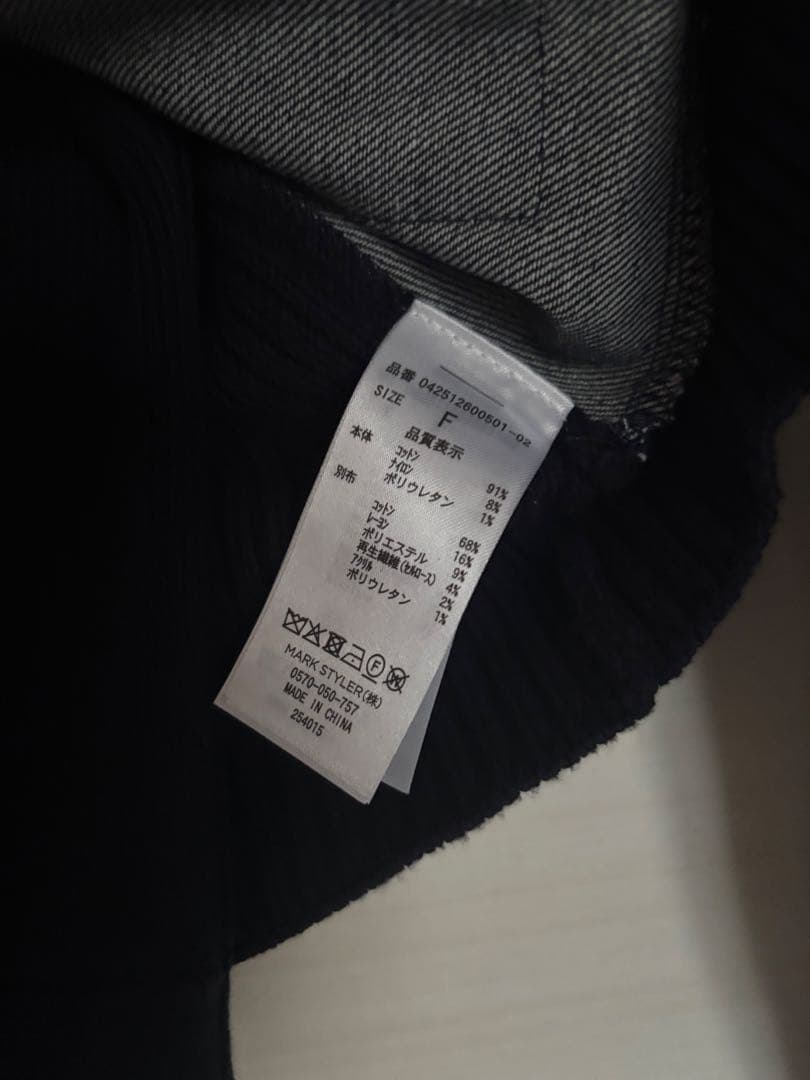 品番 042512600501-02
SIZE F
品質表示
本体 コットン 91%
ナイロン 8%
ポリウレタン 1%
別布 コットン 68%
レーヨン 16%
ポリエステル 9%
再生繊維(セルロース) 4%
アクリル 2%
ポリウレタン 1%
F W
MARK STYLER(株)
0570-050-757
MADE IN CHINA
254015